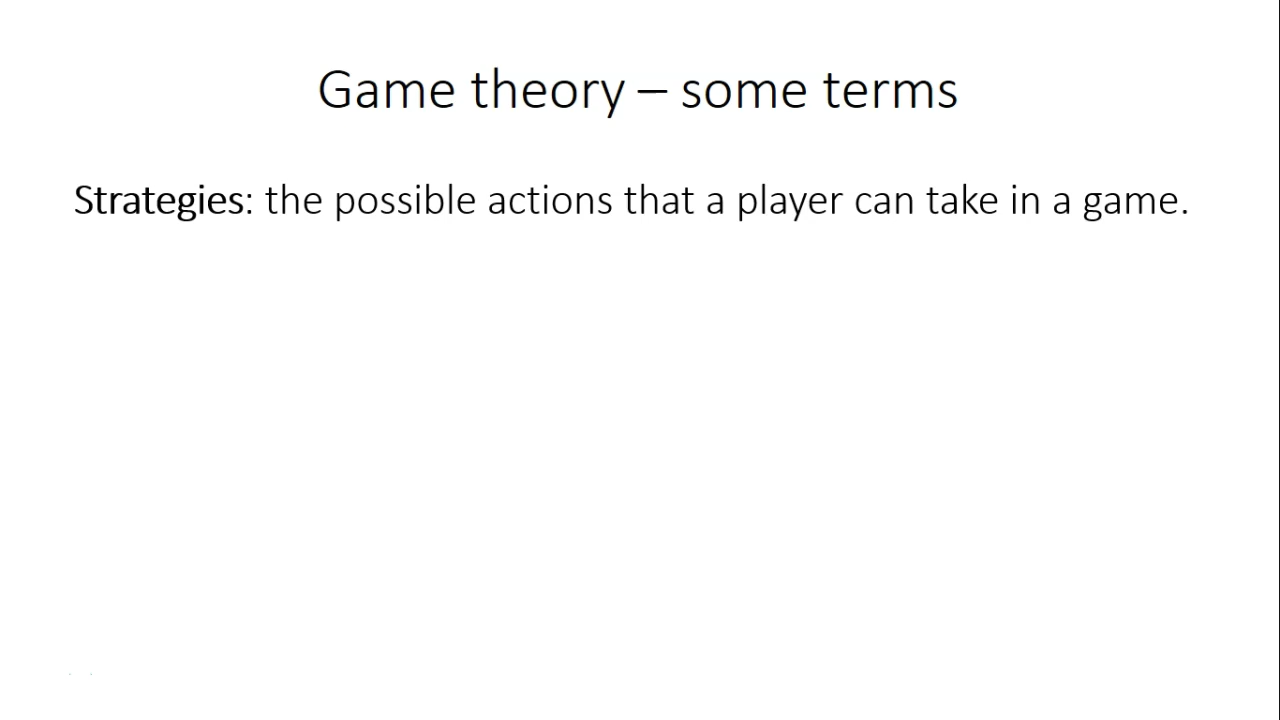 Game theory – some terms
Strategies: the possible actions that a player can take in a game.